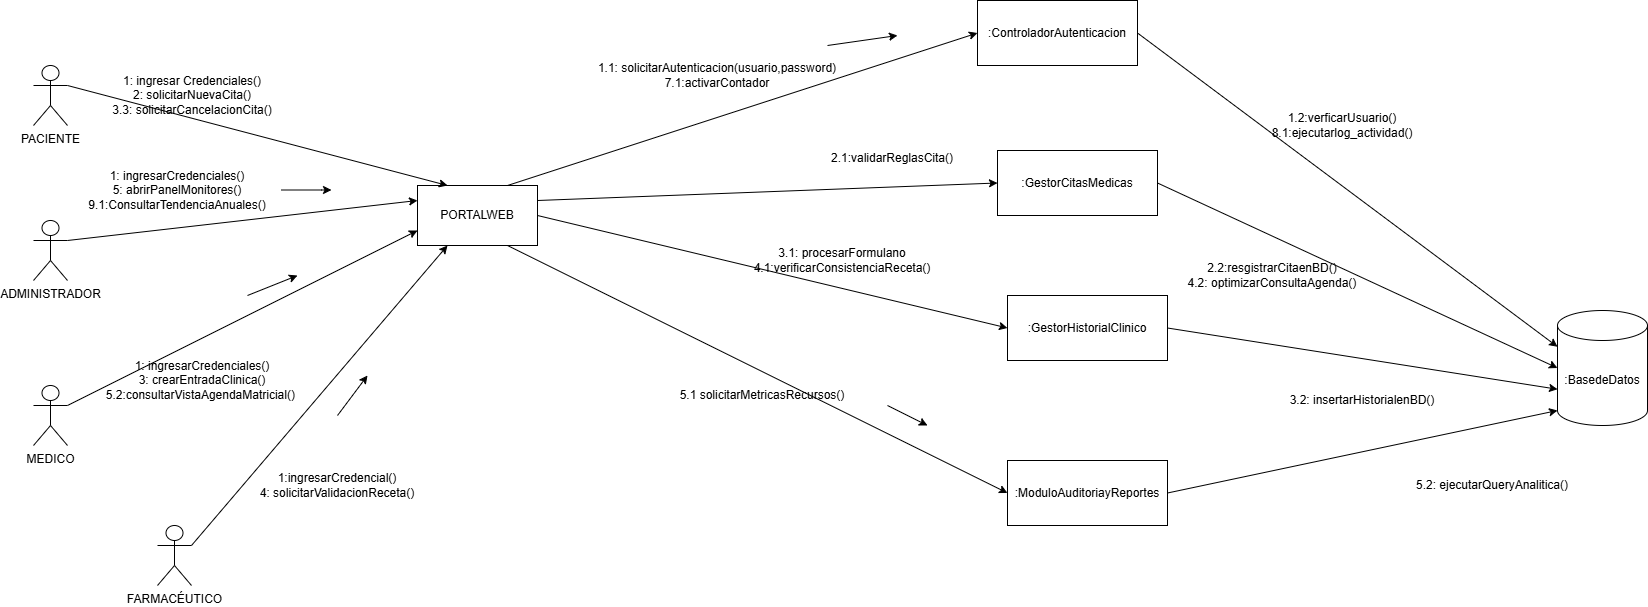 :ControladorAutenticacion
1.1: solicitarAutenticacion(usuario,password)
7.1:activarContador
1: ingresar Credenciales()
2: solicitarNuevaCita()
3.3: solicitarCancelacionCita()
PACIENTE
1.2:verficarUsuario()
8.1:ejecutarlog_actividad()
2.1:validarReglasCita()
:GestorCitasMedicas
1: ingresarCredenciales()
5: abrirPanelMonitores()
9.1:ConsultarTendenciaAnuales()
PORTALWEB
ADMINISTRADOR
3.1: procesarFormulano
4.1:verificarConsistenciaReceta()
2.2:resgistrarCitaenBD()
4.2: optimizarConsultaAgenda()
:GestorHistorialClinico
:BasedeDatos
1: ingresarCredenciales()
3: crearEntradaClinica()
5.2:consultarVistaAgendaMatricial()
MEDICO
5.1 solicitarMetricasRecursos()
3.2: insertarHistorialenBD()
1:ingresarCredencial()
4: solicitarValidacionReceta()
:ModuloAuditoriayReportes
5.2: ejecutarQueryAnalitica()
FARMACÉUTICO